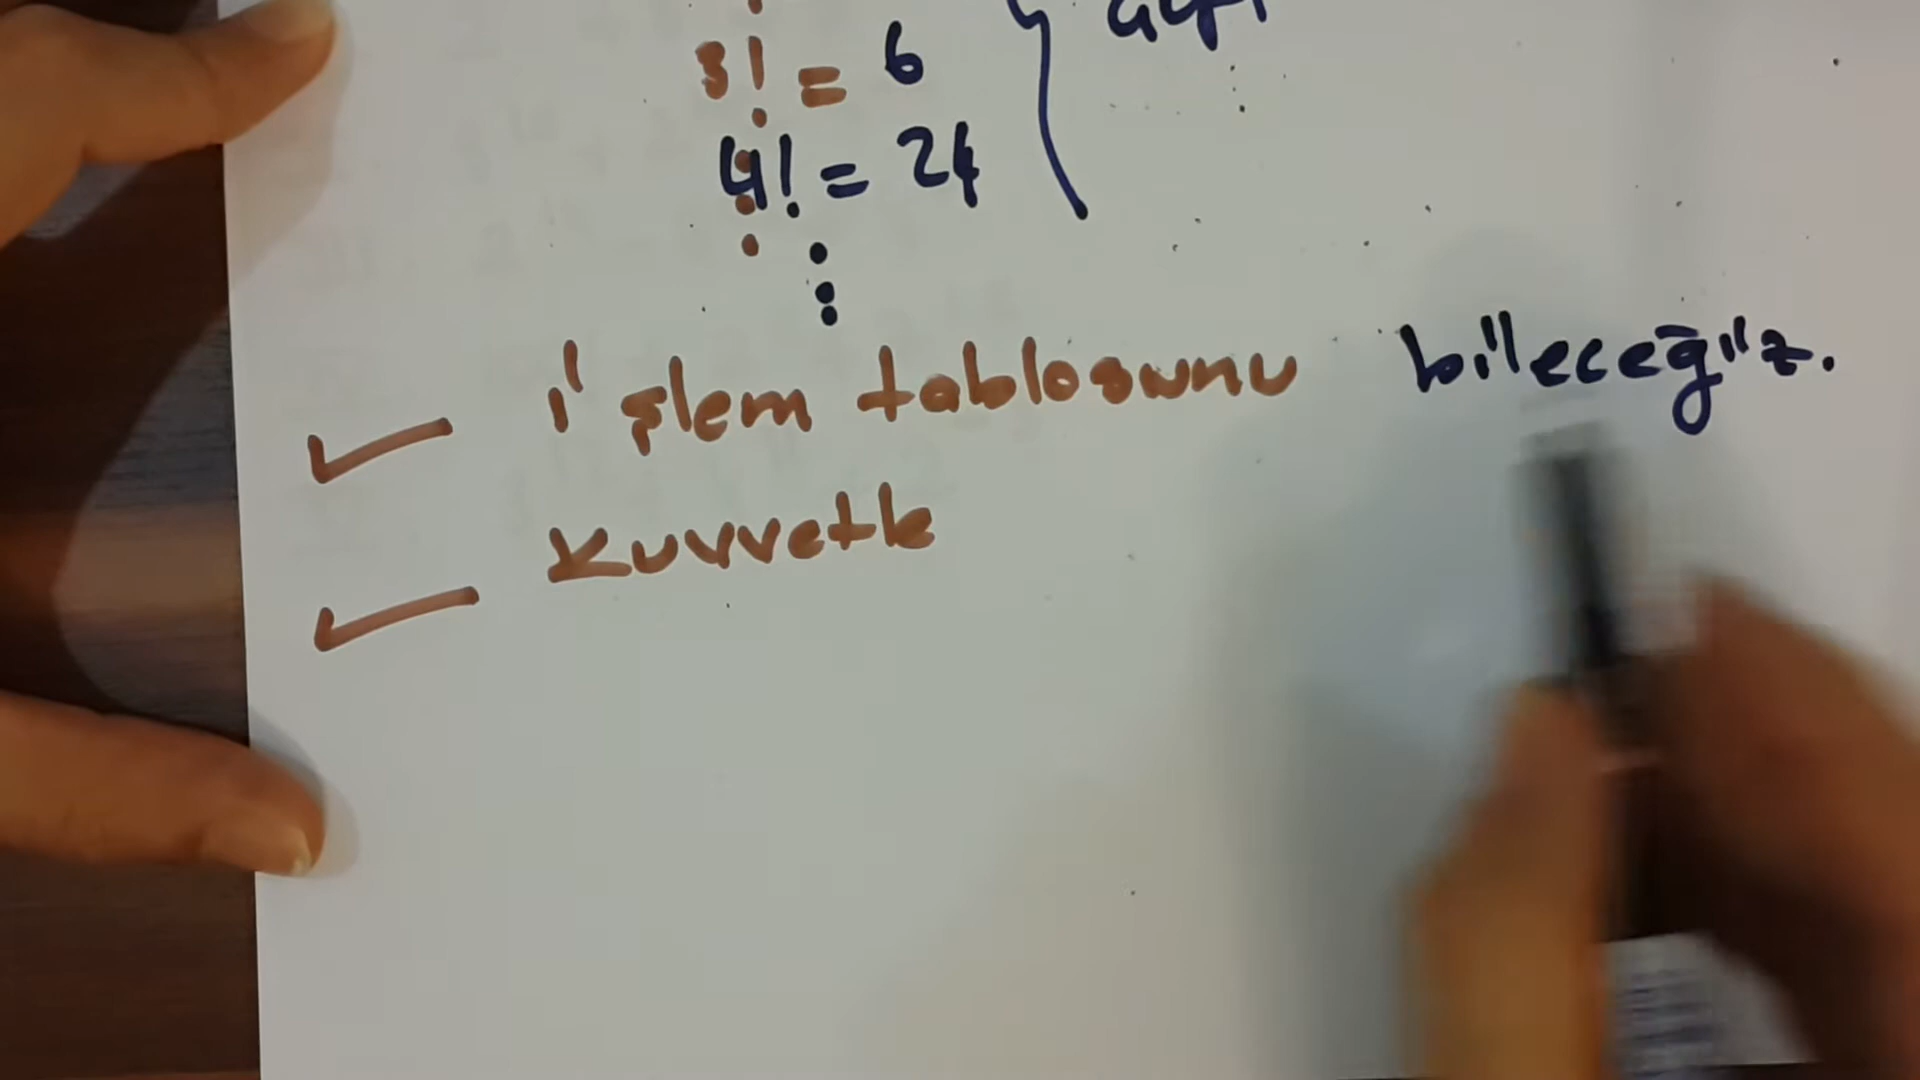 3! = 6
4! = 24
işlem tablosunu bileceğiz.
Kuvvetle